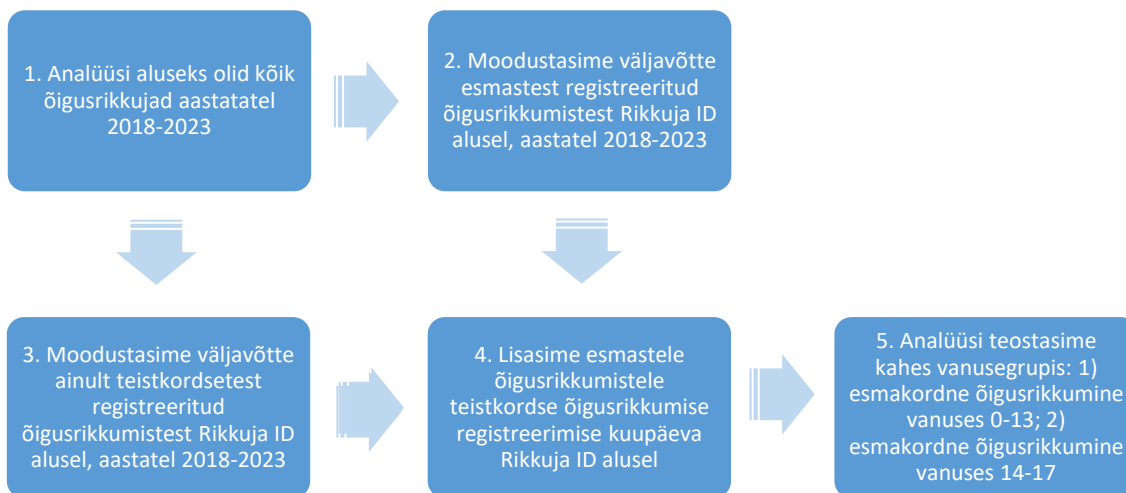 1. Analüüsi aluseks olid kõik
õigusrikkujad aastatatel
2018-2023
2. Moodustasime väljavõtte
esmastest registreeritud
õigusrikkumistest Rikkuja ID
alusel, aastatel 2018-2023
3. Moodustasime väljavõtte
ainult teistkordsetest
registreeritud
õigusrikkumistest Rikkuja ID
alusel, aastatel 2018-2023
4. Lisasime esmastele
õigusrikkumistele
teistkordse õigusrikkumise
registreerimise kuupäeva
Rikkuja ID alusel
5. Analüüsi teostasime
kahes vanusegrupis: 1)
esmakordne õigusrikkumine
vanuses 0-13; 2)
esmakordne õigusrikkumine
vanuses 14-17